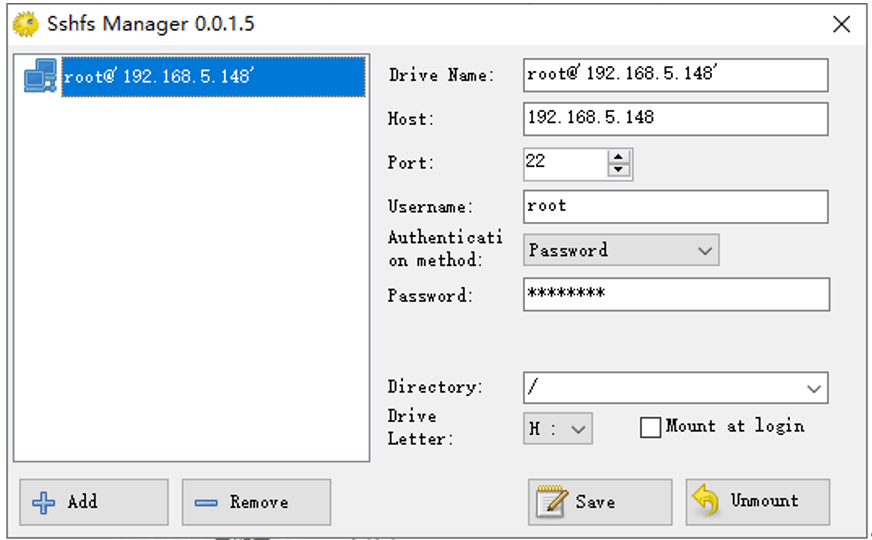 Sshfs Manager 0.0.1.5
root@'192.168.5.148'
Drive Name:
root@'192.168.5.148'
Host:
192.168.5.148
Port:
22
Username:
root
Authenticati
on method:
Password
Password:
********
Directory:
/
Drive
Letter:
H :
Mount at login
Add
Remove
Save
Unmount